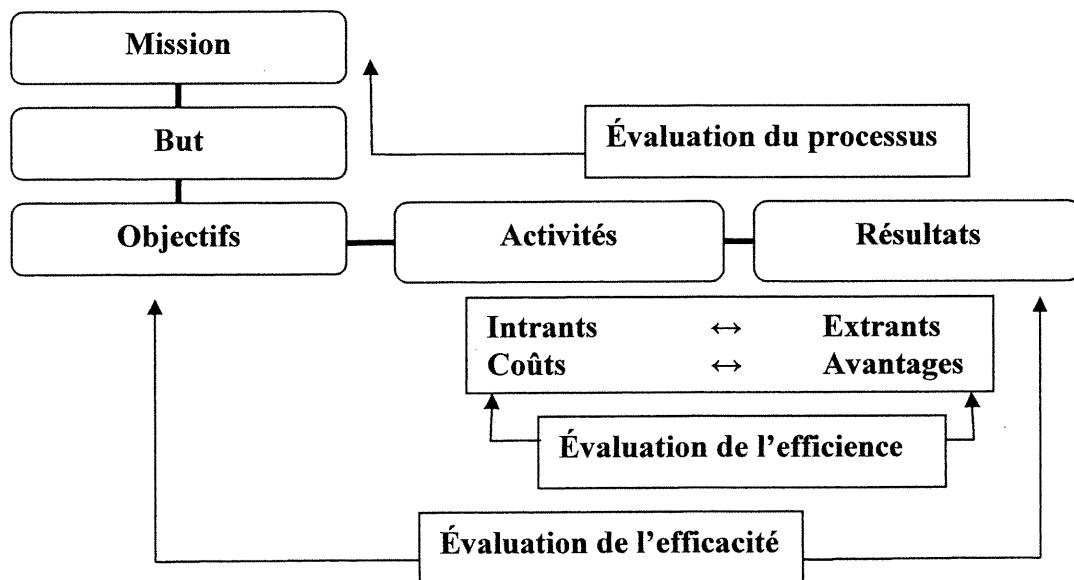 Mission
But
Évaluation du processus
Objectifs
Activités
Résultats
Intrants ↔ Extrants
Coûts ↔ Avantages
Évaluation de l’efficience
Évaluation de l’efficacité